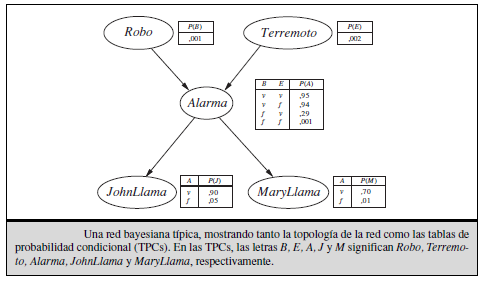 Robo
P(B)
,001
Terremoto
P(E)
,002
Alarma
B E P(A)
v v ,95
v f ,94
f v ,29
f f ,001
JohnLlama
A P(J)
v ,90
f ,05
MaryLlama
A P(M)
v ,70
f ,01
Una red bayesiana típica, mostrando tanto la topología de la red como las tablas de
probabilidad condicional (TPCs). En las TPCs, las letras B, E, A, J y M significan Robo, Terremo-
to, Alarma, JohnLlama y MaryLlama, respectivamente.